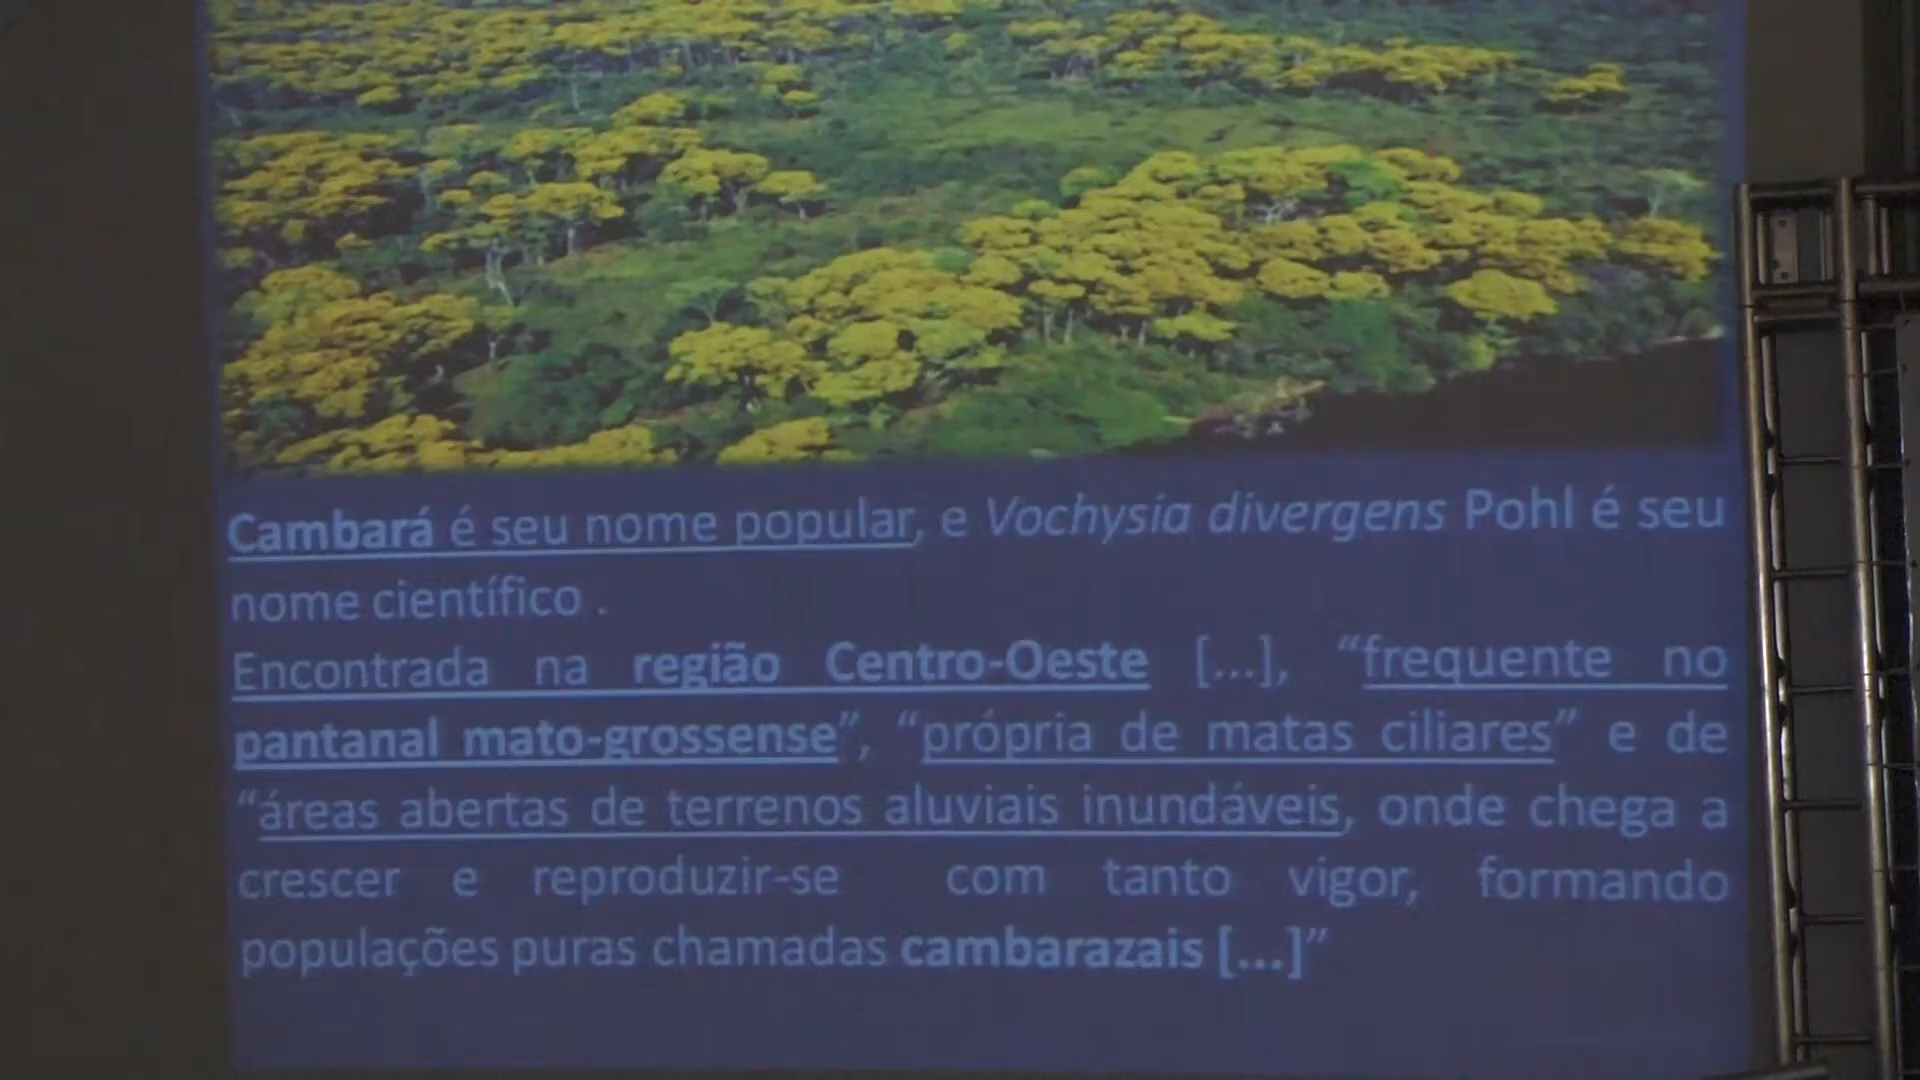 Cambará é seu nome popular, e Vochysia divergens Pohl é seu
nome científico .
Encontrada na região Centro-Oeste [...], “frequente no
pantanal mato-grossense”, “própria de matas ciliares” e de
“áreas abertas de terrenos aluviais inundáveis, onde chega a
crescer e reproduzir-se com tanto vigor, formando
populações puras chamadas cambarazais [...]”